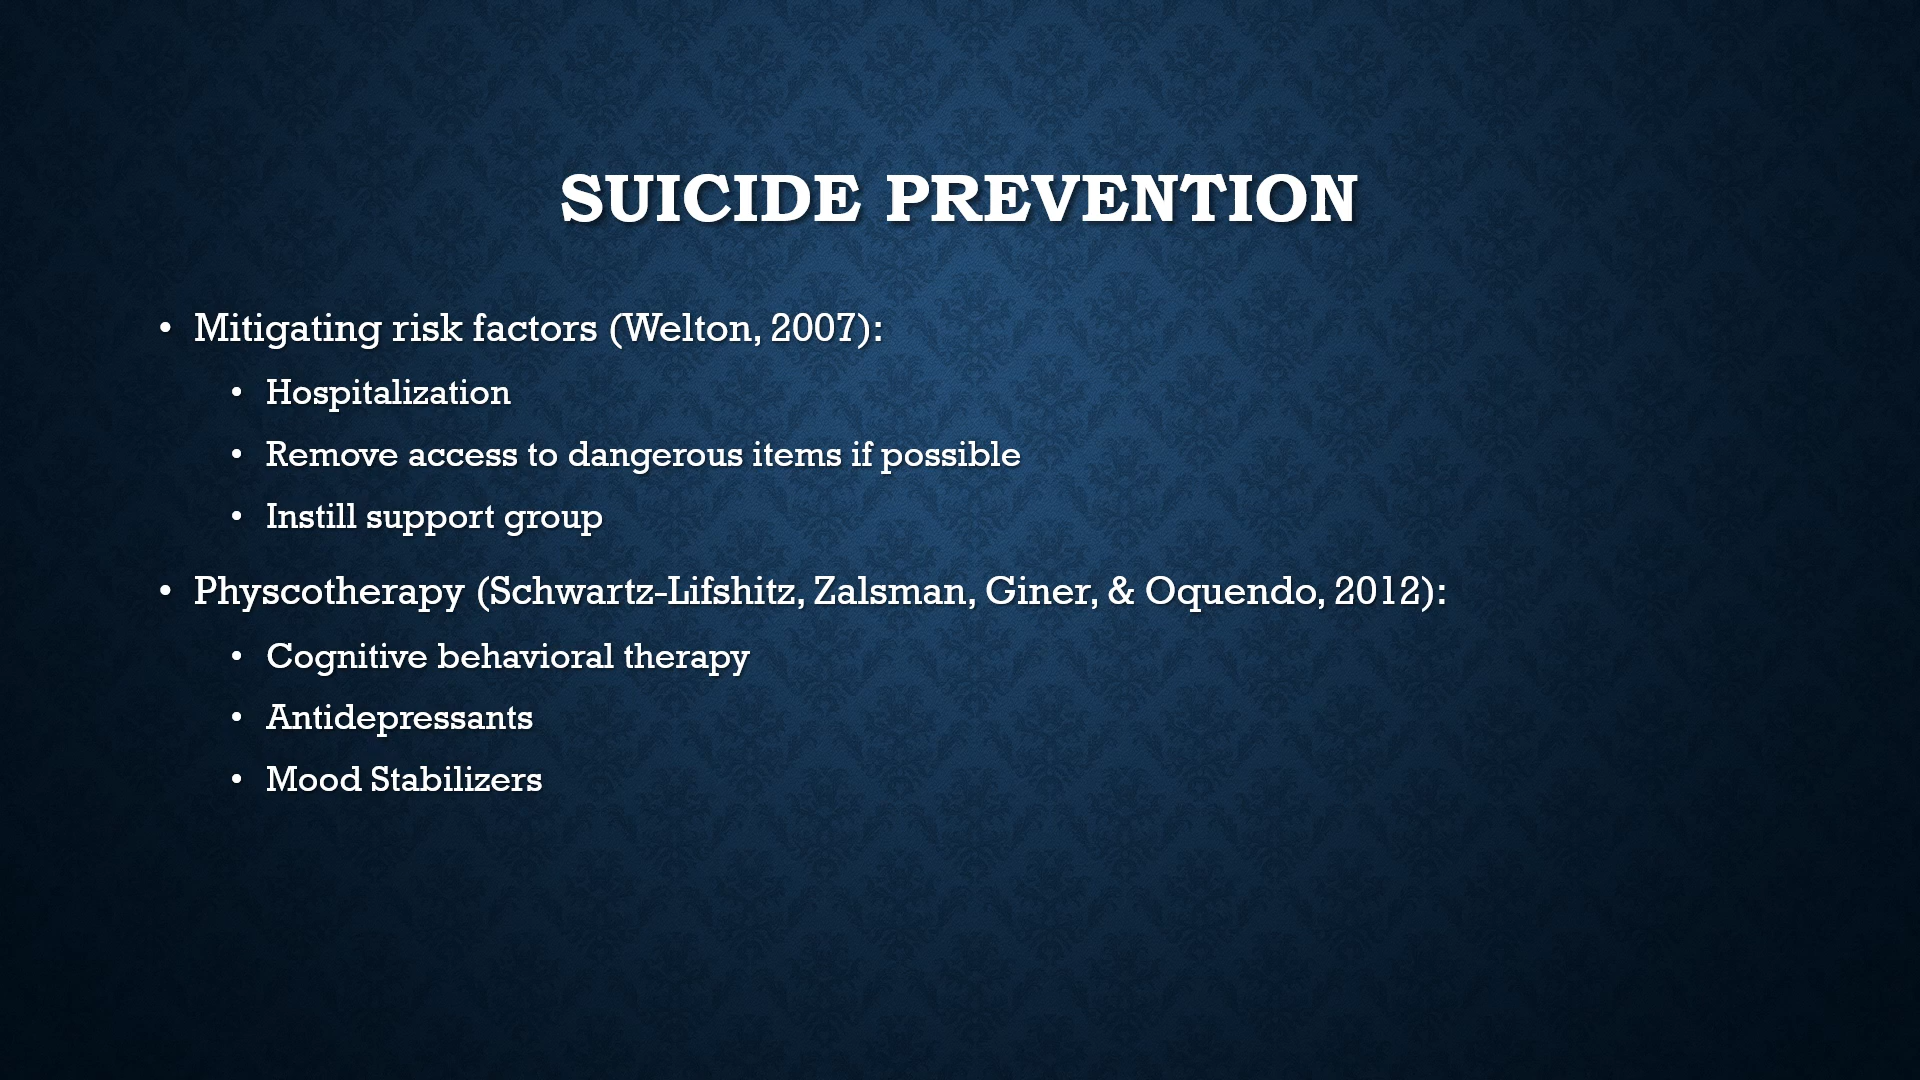 SUICIDE PREVENTION
• Mitigating risk factors (Welton, 2007):
• Hospitalization
• Remove access to dangerous items if possible
• Instill support group
• Physcotherapy (Schwartz-Lifshitz, Zalsman, Giner, & Oquendo, 2012):
• Cognitive behavioral therapy
• Antidepressants
• Mood Stabilizers